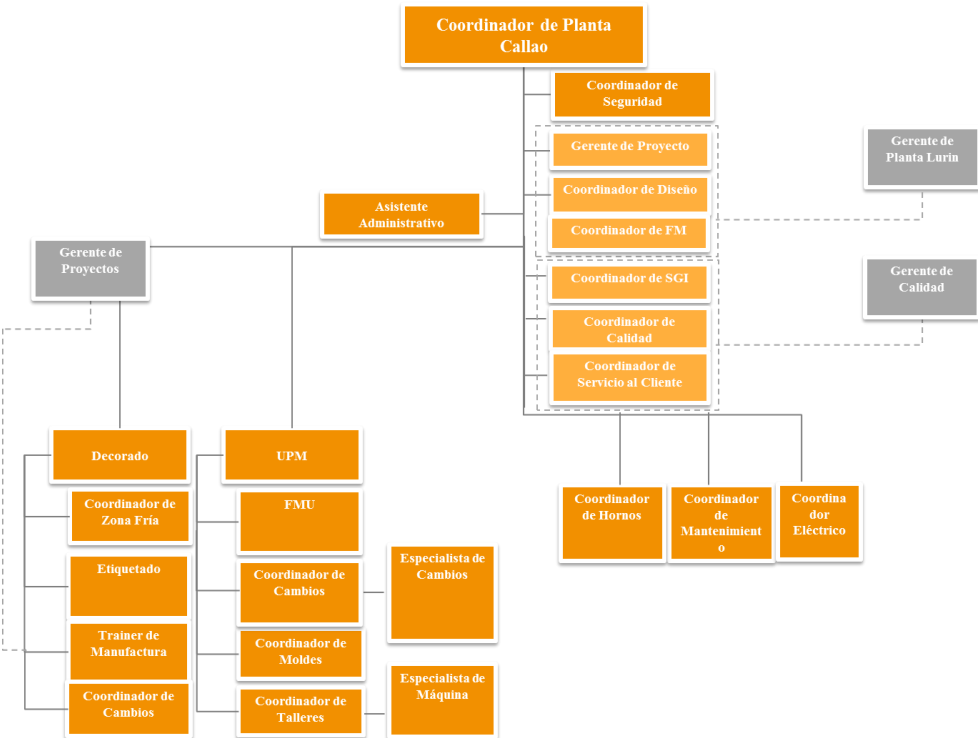 Coordinador de Planta
Callao
Coordinador de
Seguridad
Gerente de Proyecto
Gerente de
Planta Lurin
Coordinador de Diseño
Asistente
Administrativo
Coordinador de FM
Gerente de
Proyectos
Coordinador de SGI
Gerente de
Calidad
Coordinador de
Calidad
Coordinador de
Servicio al Cliente
Decorado
UPM
Coordinador de
Zona Fría
FMU
Coordinador
de Hornos
Coordinador
de
Mantenimient
o
Coordina
dor
Eléctrico
Etiquetado
Coordinador de
Cambios
Especialista de
Cambios
Trainer de
Manufactura
Coordinador de
Moldes
Coordinador de
Cambios
Coordinador de
Talleres
Especialista de
Máquina